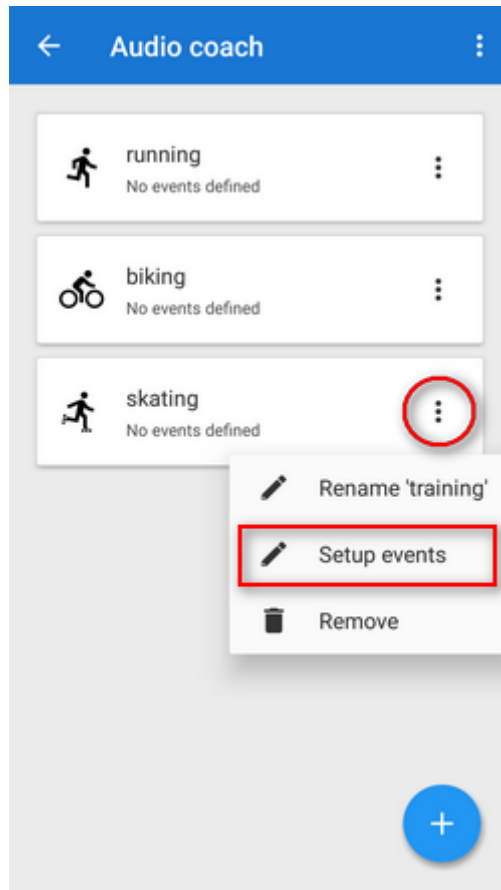 Audio coach
running
No events defined
biking
No events defined
skating
No events defined
Rename 'training'
Setup events
Remove